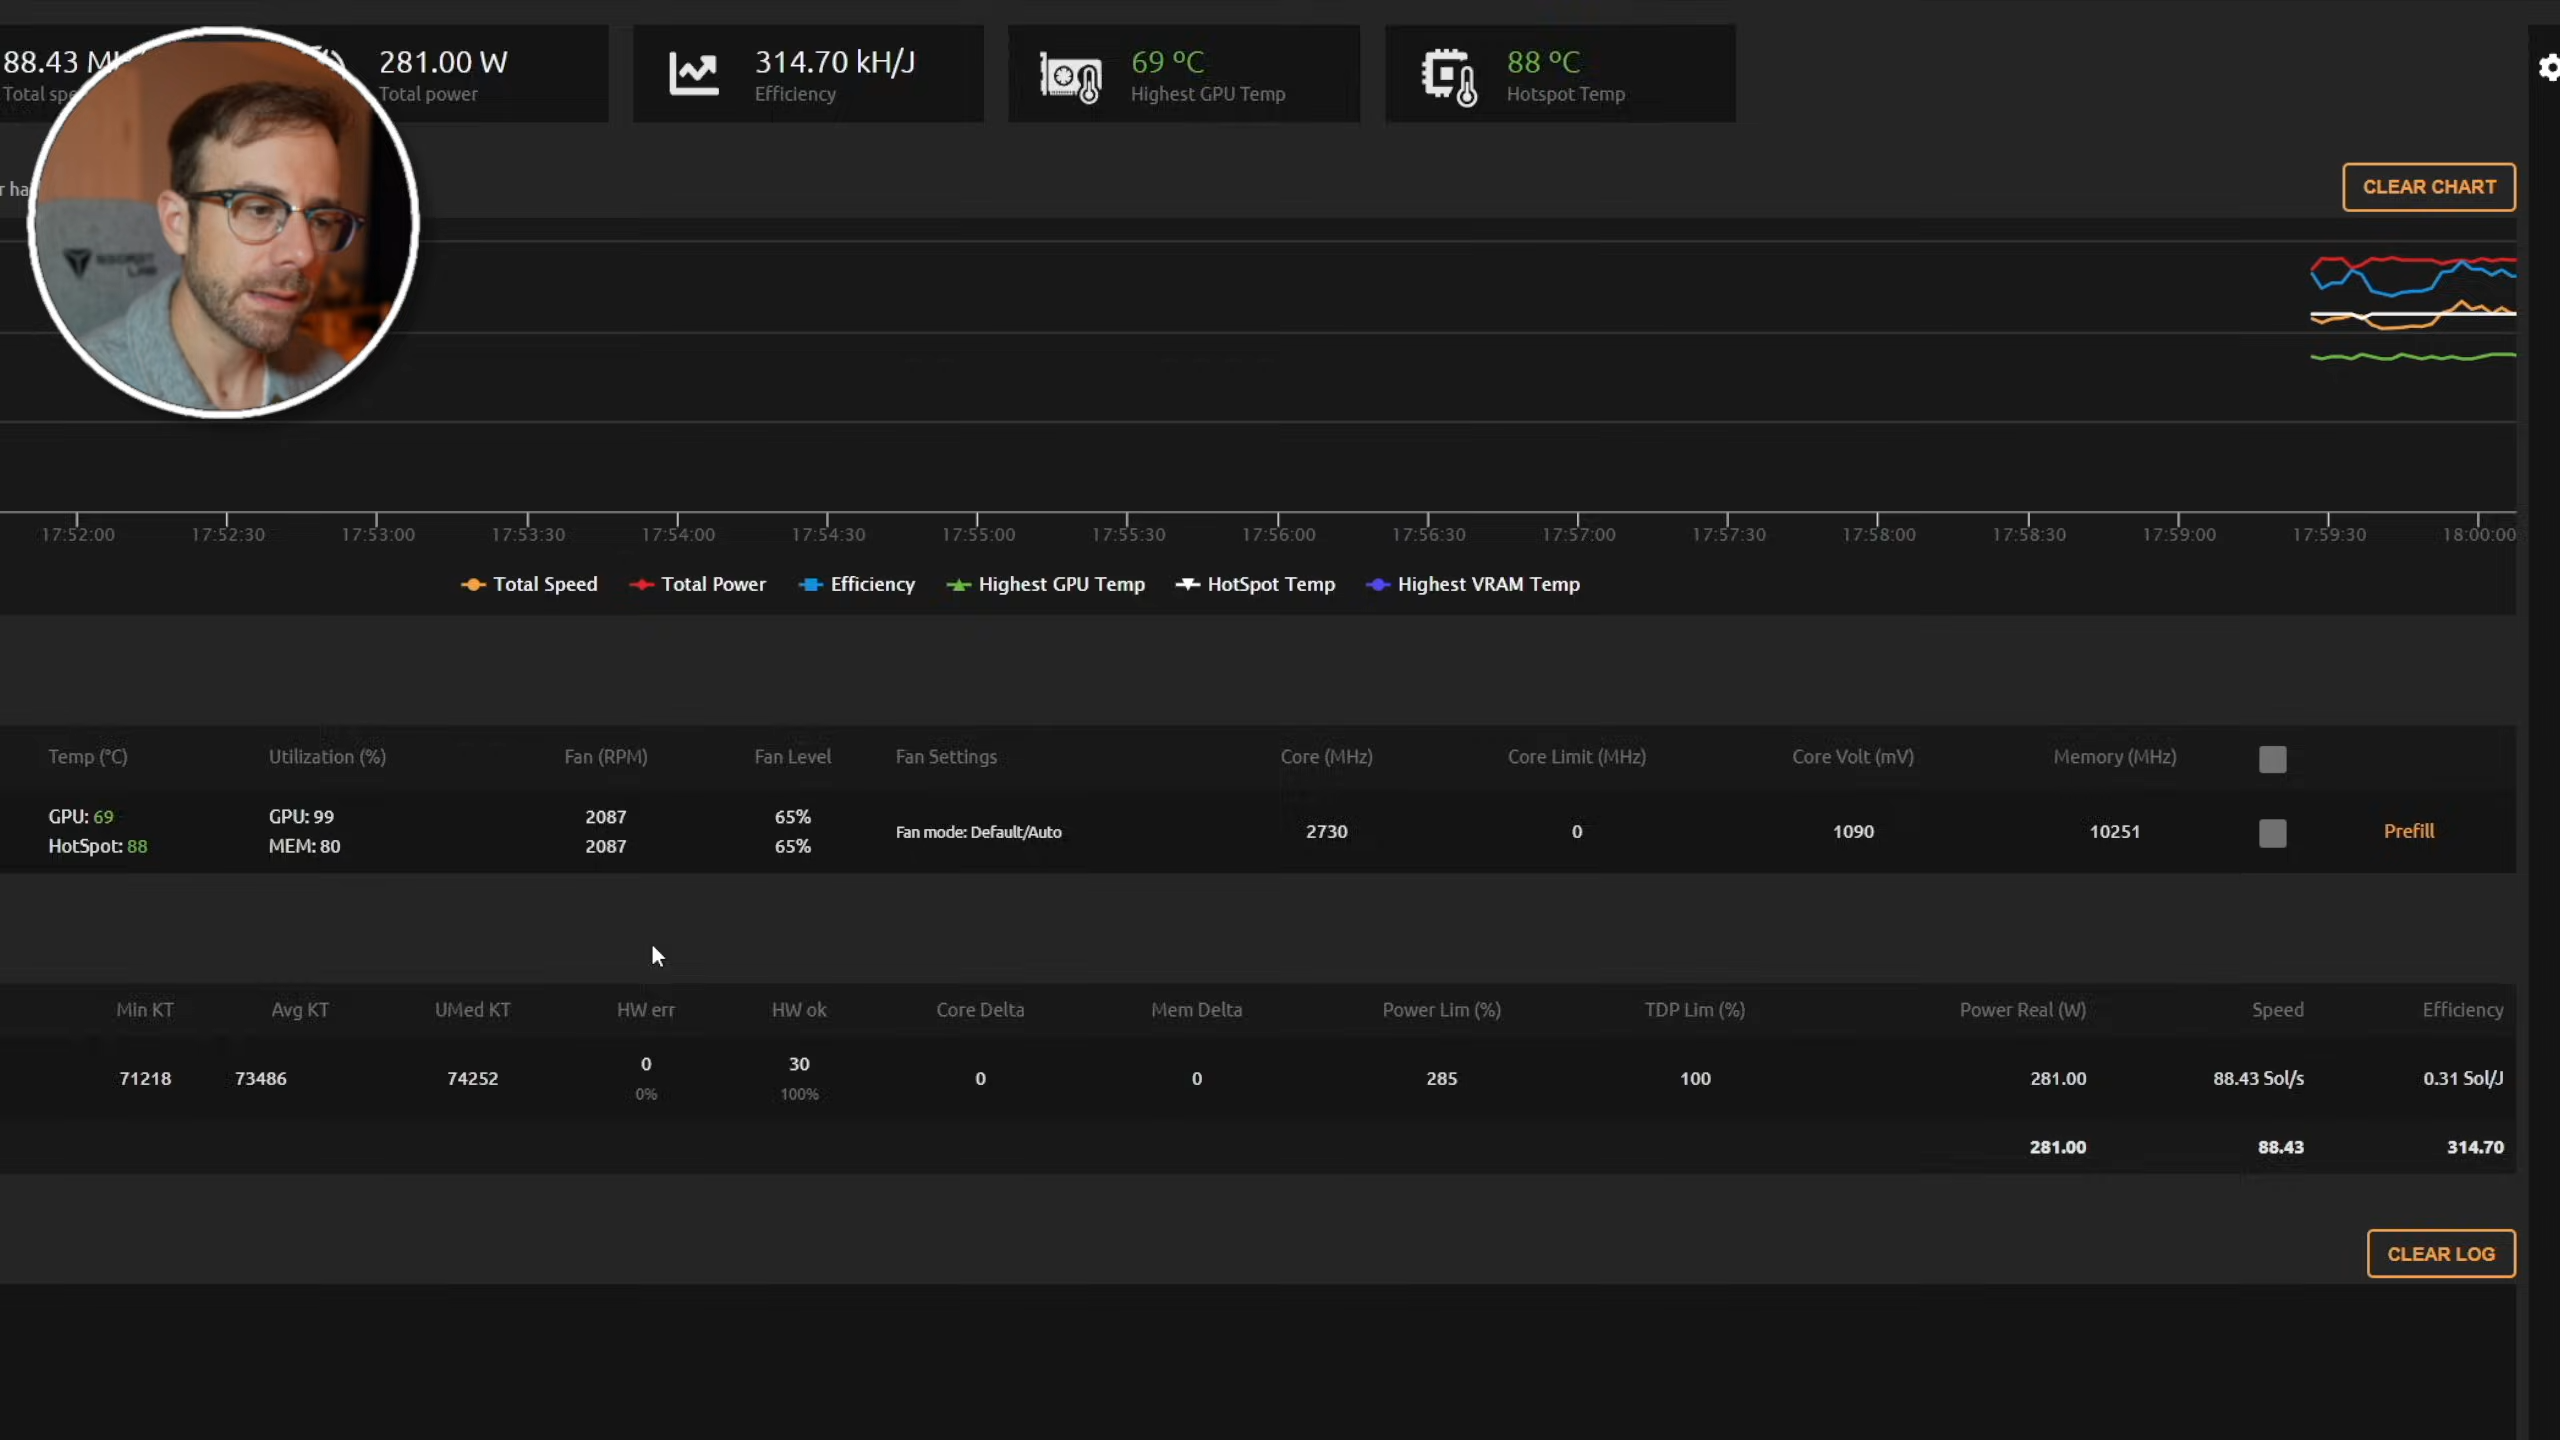 88.43
281.00 W
314.70 kH/J
69 ºC
88 ºC
Total
Total power
Efficiency
Highest GPU Temp
Hotspot Temp
CLEAR CHART
17:52:00 17:52:30 17:53:00 17:53:30 17:54:00 17:54:30 17:55:00 17:55:30 17:56:00 17:56:30 17:57:00 17:57:30 17:58:00 17:58:30 17:59:00 17:59:30 18:00:00
Total Speed Total Power Efficiency Highest GPU Temp HotSpot Temp Highest VRAM Temp
Temp (°C) Utilization (%) Fan (RPM) Fan Level Fan Settings Core (MHz) Core Limit (MHz) Core Volt (mV) Memory (MHz)
GPU: 69 GPU: 99 2087 65%
Fan mode: Default/Auto 2730 0 1090 10251 Prefill
HotSpot: 88 MEM: 80 2087 65%
Min KT Avg KT UMed KT HW err HW ok Core Delta Mem Delta Power Lim (%) TDP Lim (%) Power Real (W) Speed Efficiency
0 30
71218 73486 74252 0 0 285 100 281.00 88.43 Sol/s 0.31 Sol/J
0% 100%
281.00 88.43 314.70
CLEAR LOG